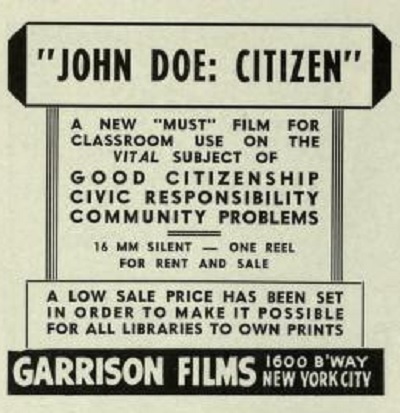 "JOHN DOE: CITIZEN"
A NEW "MUST" FILM FOR
CLASSROOM USE ON THE
VITAL SUBJECT OF
GOOD CITIZENSHIP
CIVIC RESPONSIBILITY
COMMUNITY PROBLEMS
16 MM SILENT — ONE REEL
FOR RENT AND SALE
A LOW SALE PRICE HAS BEEN SET
IN ORDER TO MAKE IT POSSIBLE
FOR ALL LIBRARIES TO OWN PRINTS
GARRISON FILMS
1600 B'WAY
NEW YORK CITY